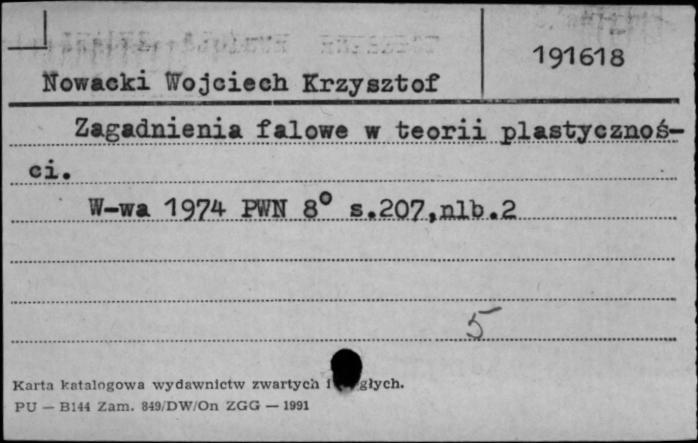 191618
Nowacki Wojciech Krzysztof
Zagadnienia falowe w teorii plastycznoś-
ci.
W-wa 1974 PWN 8° s.207,nlb.2
5
Karta katalogowa wydawnictw zwartych i głych.
PU — B144 Zam. 849/DW/On ZGG — 1991